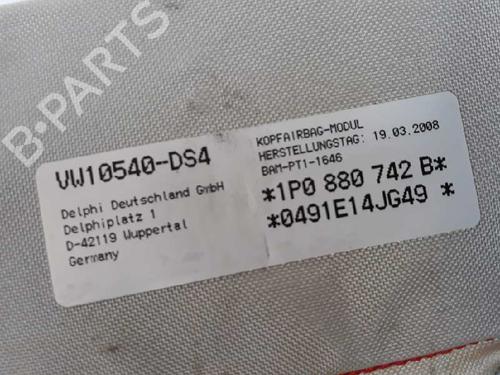 B-PARTS
VW10540-DS4
Delphi Deutschland GmbH
Delphiplatz 1
D-42119 Wuppertal
Germany
KOPFAIRBAG-MODUL
HERSTELLUNGSTAG: 19.03.2008
BAM-PT1-1646
*1P0 880 742 B*
*0491E14JG49 *